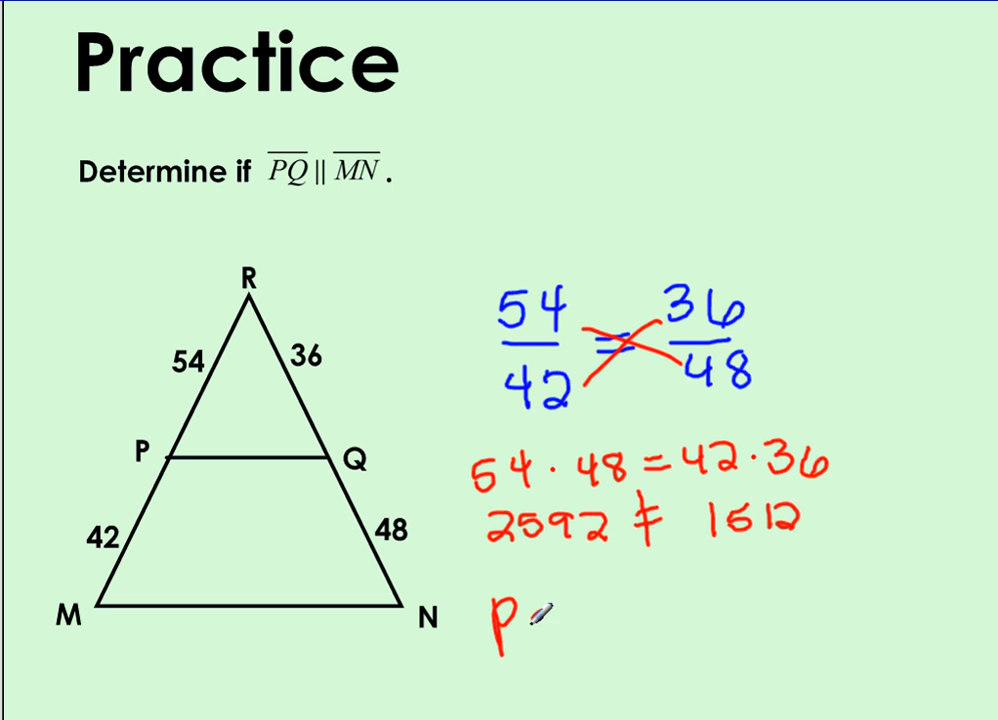 Practice
Determine if PQ || MN .
R
54
36
P
Q
42
48
M
N
54/42 = 36/48
54 · 48 = 42 · 36
2592 ≠ 1512
P